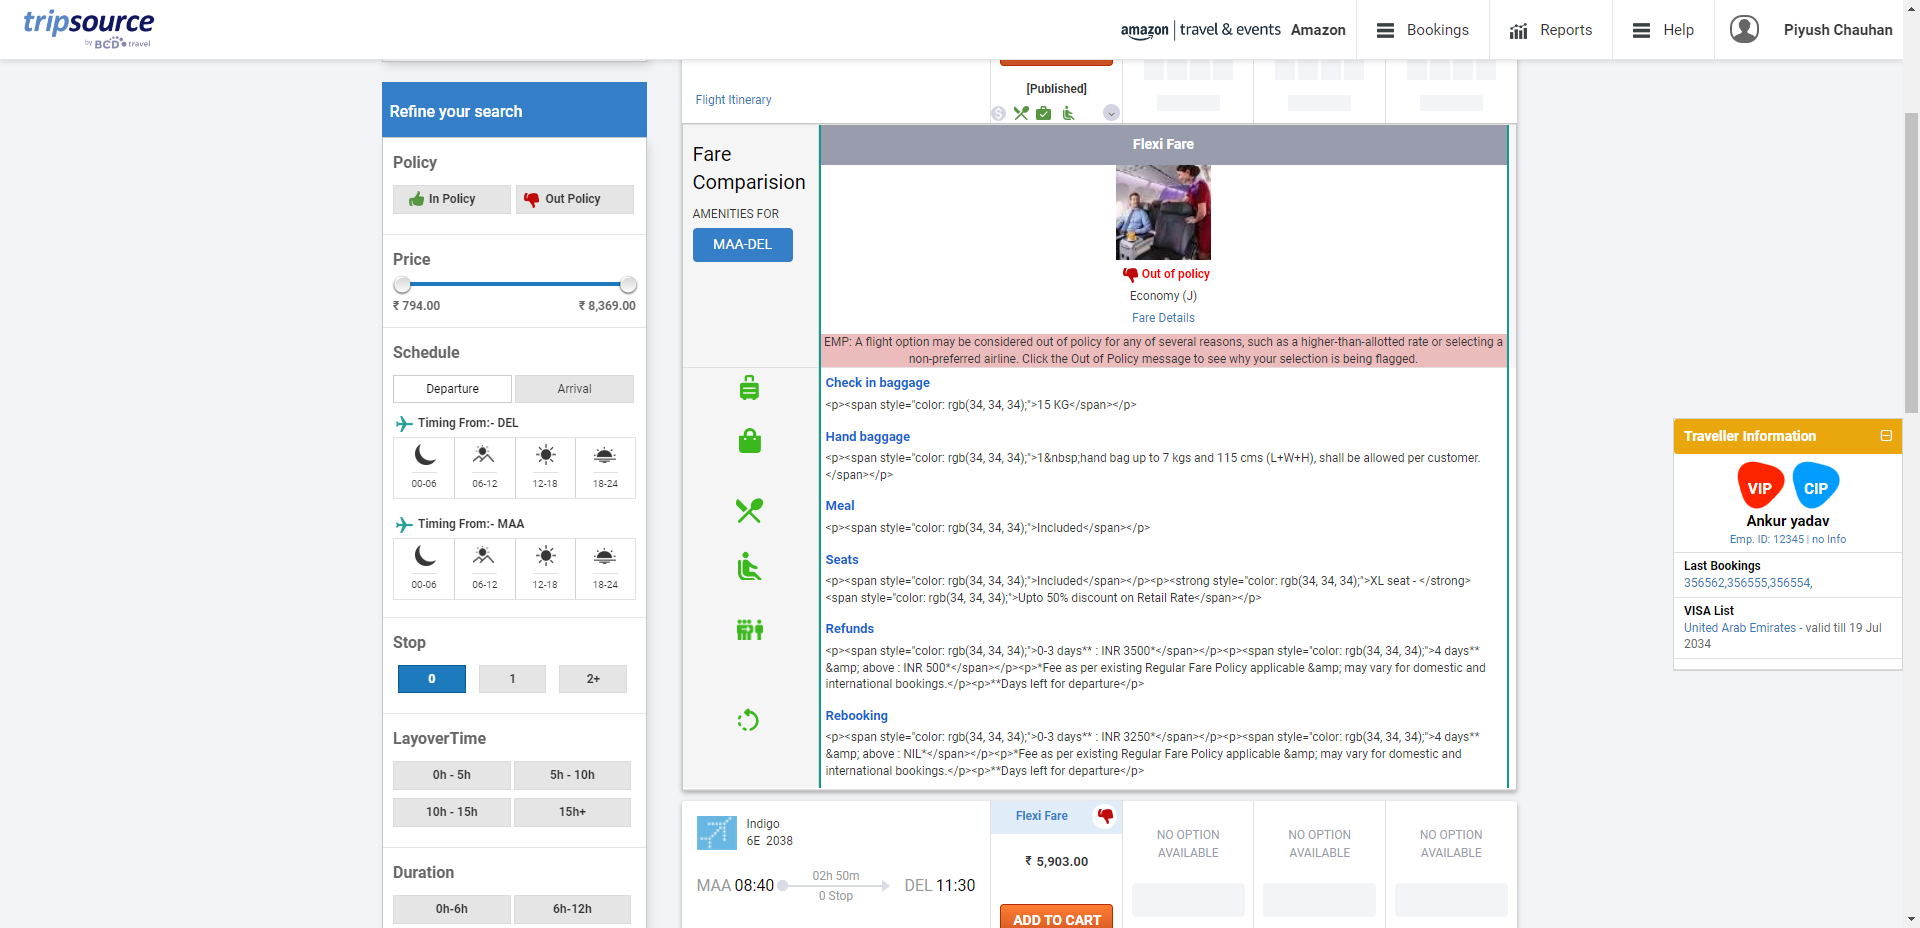 tripsource
by BCD travel
amazon | travel & events Amazon
Bookings
Reports
Help
Piyush Chauhan
Refine your search
Policy
In Policy
Out Policy
Price
₹ 794.00
₹ 8,369.00
Schedule
Departure
Arrival
Timing From:- DEL
00-06
06-12
12-18
18-24
Timing From:- MAA
00-06
06-12
12-18
18-24
Stop
0
1
2+
LayoverTime
0h - 5h
5h - 10h
10h - 15h
15h+
Duration
0h-6h
6h-12h
Flight Itinerary
[Published]
Fare
Comparision
AMENITIES FOR
MAA-DEL
Flexi Fare
Out of policy
Economy (J)
Fare Details
EMP: A flight option may be considered out of policy for any of several reasons, such as a higher-than-allotted rate or selecting a
non-preferred airline. Click the Out of Policy message to see why your selection is being flagged.
Check in baggage
<p><span style="color: rgb(34, 34, 34);">15 KG</span></p>
Hand baggage
<p><span style="color: rgb(34, 34, 34);">1&nbsp;hand bag up to 7 kgs and 115 cms (L+W+H), shall be allowed per customer.
</span></p>
Meal
<p><span style="color: rgb(34, 34, 34);">Included</span></p>
Seats
<p><span style="color: rgb(34, 34, 34);">Included</span></p><p><strong style="color: rgb(34, 34, 34);">XL seat - </strong>
<span style="color: rgb(34, 34, 34);">Upto 50% discount on Retail Rate</span></p>
Refunds
<p><span style="color: rgb(34, 34, 34);">0-3 days** : INR 3500*</span></p><p><span style="color: rgb(34, 34, 34);">4 days**
&amp; above : INR 500*</span></p><p>*Fee as per existing Regular Fare Policy applicable &amp; may vary for domestic and
international bookings.</p><p>**Days left for departure</p>
Rebooking
<p><span style="color: rgb(34, 34, 34);">0-3 days** : INR 3250*</span></p><p><span style="color: rgb(34, 34, 34);">4 days**
&amp; above : NIL*</span></p><p>*Fee as per existing Regular Fare Policy applicable &amp; may vary for domestic and
international bookings.</p><p>**Days left for departure</p>
Indigo
6E 2038
MAA 08:40
02h 50m
0 Stop
DEL 11:30
Flexi Fare
₹ 5,903.00
ADD TO CART
NO OPTION
AVAILABLE
NO OPTION
AVAILABLE
NO OPTION
AVAILABLE
Traveller Information
VIP
CIP
Ankur yadav
Emp. ID: 12345 | no Info
Last Bookings
356562,356555,356554,
VISA List
United Arab Emirates - valid till 19 Jul
2034